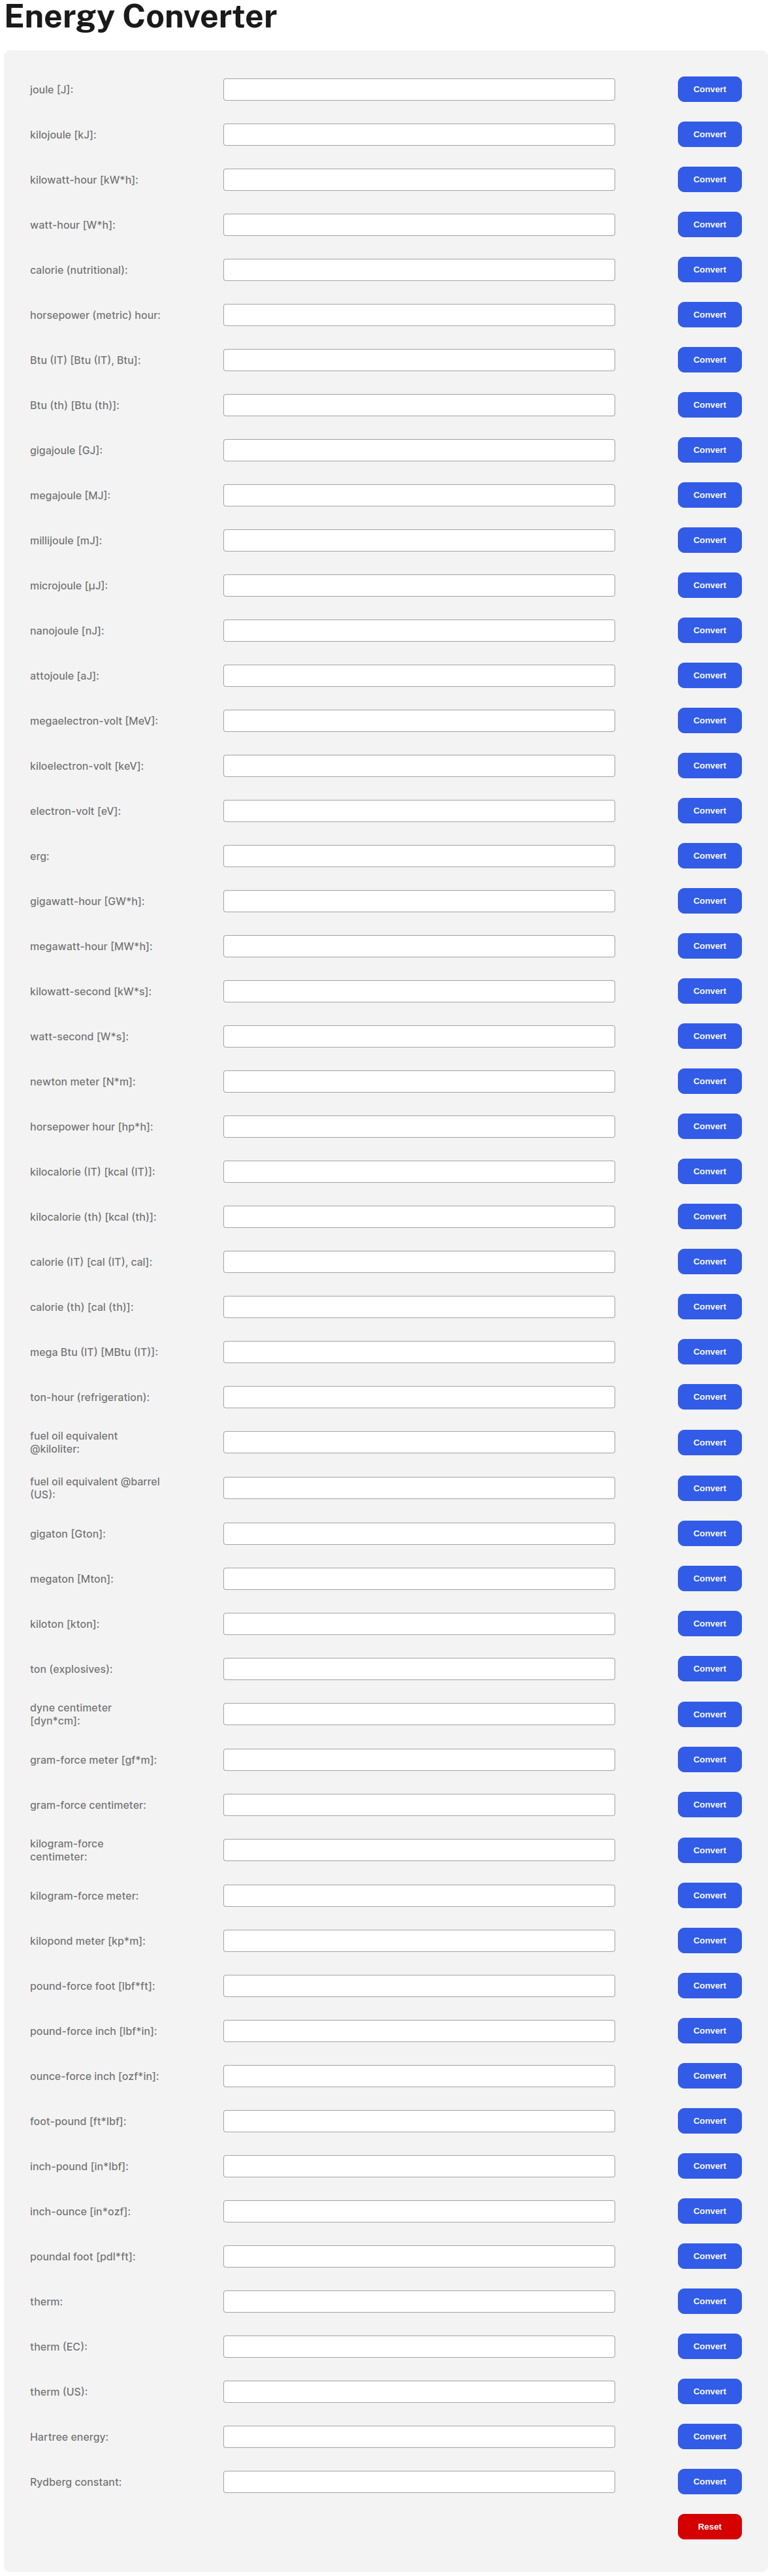 Energy Converter
joule [J]: Convert
kilojoule [kJ]: Convert
kilowatt-hour [kW*h]: Convert
watt-hour [W*h]: Convert
calorie (nutritional): Convert
horsepower (metric) hour: Convert
Btu (IT) [Btu (IT), Btu]: Convert
Btu (th) [Btu (th)]: Convert
gigajoule [GJ]: Convert
megajoule [MJ]: Convert
millijoule [mJ]: Convert
microjoule [µJ]: Convert
nanojoule [nJ]: Convert
attojoule [aJ]: Convert
megaelectron-volt [MeV]: Convert
kiloelectron-volt [keV]: Convert
electron-volt [eV]: Convert
erg: Convert
gigawatt-hour [GW*h]: Convert
megawatt-hour [MW*h]: Convert
kilowatt-second [kW*s]: Convert
watt-second [W*s]: Convert
newton meter [N*m]: Convert
horsepower hour [hp*h]: Convert
kilocalorie (IT) [kcal (IT)]: Convert
kilocalorie (th) [kcal (th)]: Convert
calorie (IT) [cal (IT), cal]: Convert
calorie (th) [cal (th)]: Convert
mega Btu (IT) [MBtu (IT)]: Convert
ton-hour (refrigeration): Convert
fuel oil equivalent
@kiloliter: Convert
fuel oil equivalent @barrel
(US): Convert
gigaton [Gton]: Convert
megaton [Mton]: Convert
kiloton [kton]: Convert
ton (explosives): Convert
dyne centimeter
[dyn*cm]: Convert
gram-force meter [gf*m]: Convert
gram-force centimeter: Convert
kilogram-force
centimeter: Convert
kilogram-force meter: Convert
kilopond meter [kp*m]: Convert
pound-force foot [lbf*ft]: Convert
pound-force inch [lbf*in]: Convert
ounce-force inch [ozf*in]: Convert
foot-pound [ft*lbf]: Convert
inch-pound [in*lbf]: Convert
inch-ounce [in*ozf]: Convert
poundal foot [pdl*ft]: Convert
therm: Convert
therm (EC): Convert
therm (US): Convert
Hartree energy: Convert
Rydberg constant: Convert
Reset